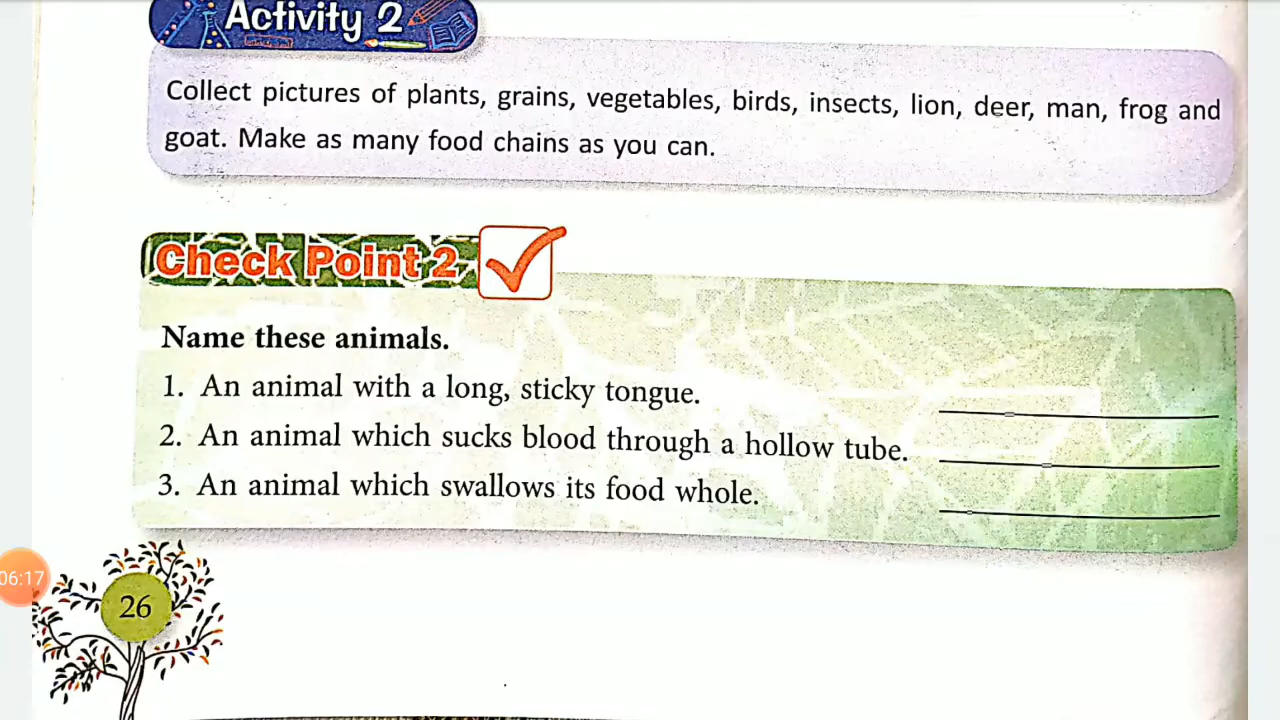 Activity 2
Collect pictures of plants, grains, vegetables, birds, insects, lion, deer, man, frog and
goat. Make as many food chains as you can.
Check Point 2
Name these animals.
1. An animal with a long, sticky tongue.
2. An animal which sucks blood through a hollow tube.
3. An animal which swallows its food whole.
06:17
26